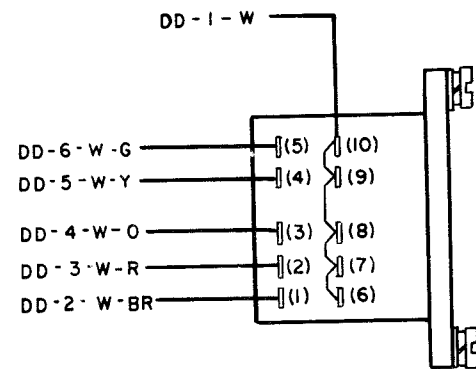 DD-1-W
DD-6-W-G (5) (10)
DD-5-W-Y (4) (9)
DD-4-W-O (3) (8)
DD-3-W-R (2) (7)
DD-2-W-BR (1) (6)